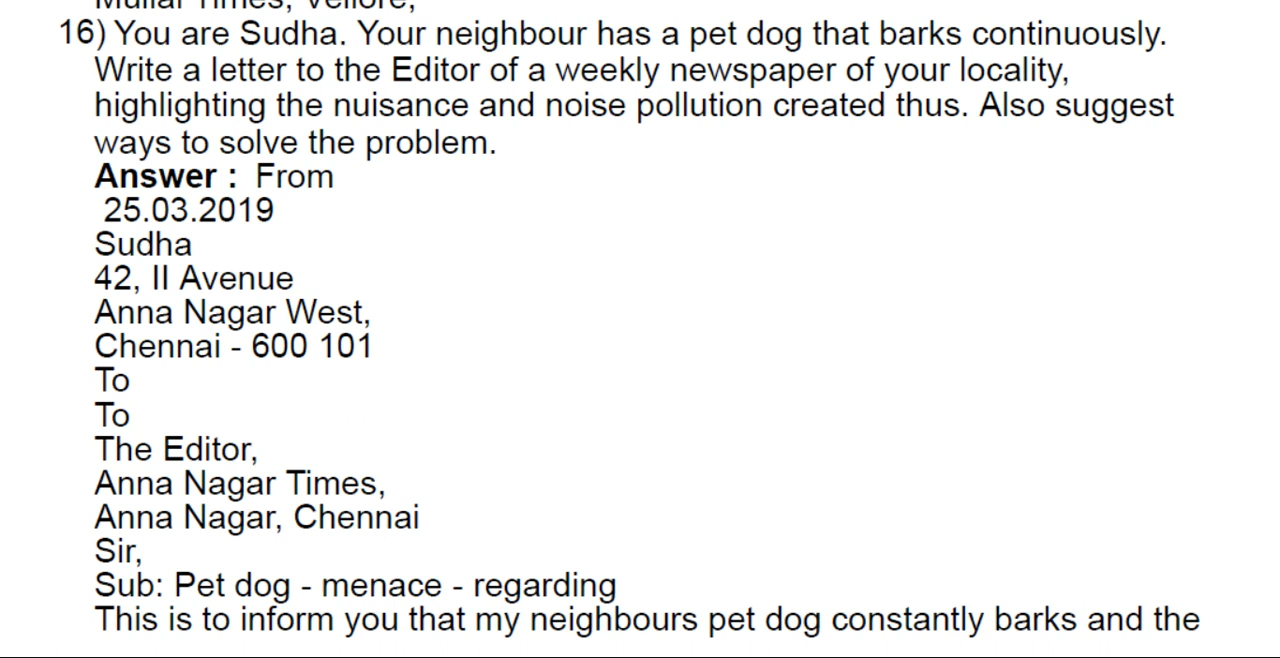 Mullai Times, Vellore,
16) You are Sudha. Your neighbour has a pet dog that barks continuously.
Write a letter to the Editor of a weekly newspaper of your locality,
highlighting the nuisance and noise pollution created thus. Also suggest
ways to solve the problem.
Answer : From
25.03.2019
Sudha
42, II Avenue
Anna Nagar West,
Chennai - 600 101
To
To
The Editor,
Anna Nagar Times,
Anna Nagar, Chennai
Sir,
Sub: Pet dog - menace - regarding
This is to inform you that my neighbours pet dog constantly barks and the